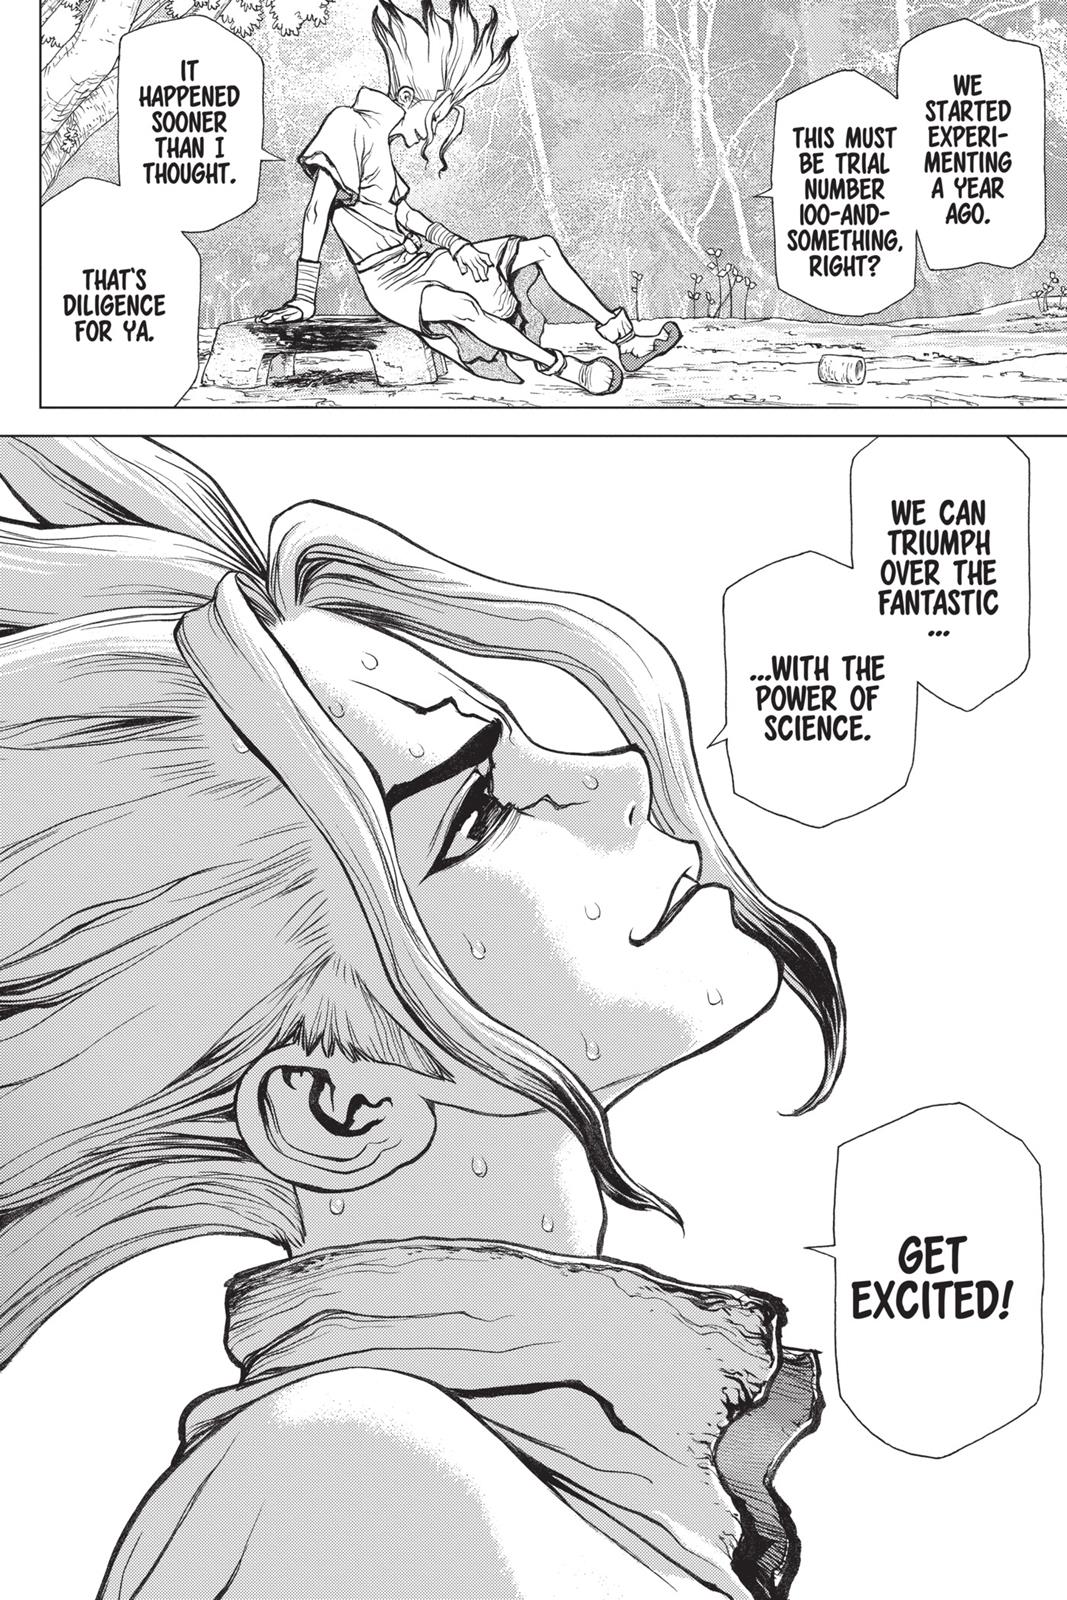 WE
STARTED
EXPERI-
MENTING
A YEAR
AGO.
THIS MUST
BE TRIAL
NUMBER
100-AND-
SOMETHING,
RIGHT?
IT
HAPPENED
SOONER
THAN I
THOUGHT.
THAT'S
DILIGENCE
FOR YA.
WE CAN
TRIUMPH
OVER THE
FANTASTIC
...
...WITH THE
POWER OF
SCIENCE.
GET
EXCITED!